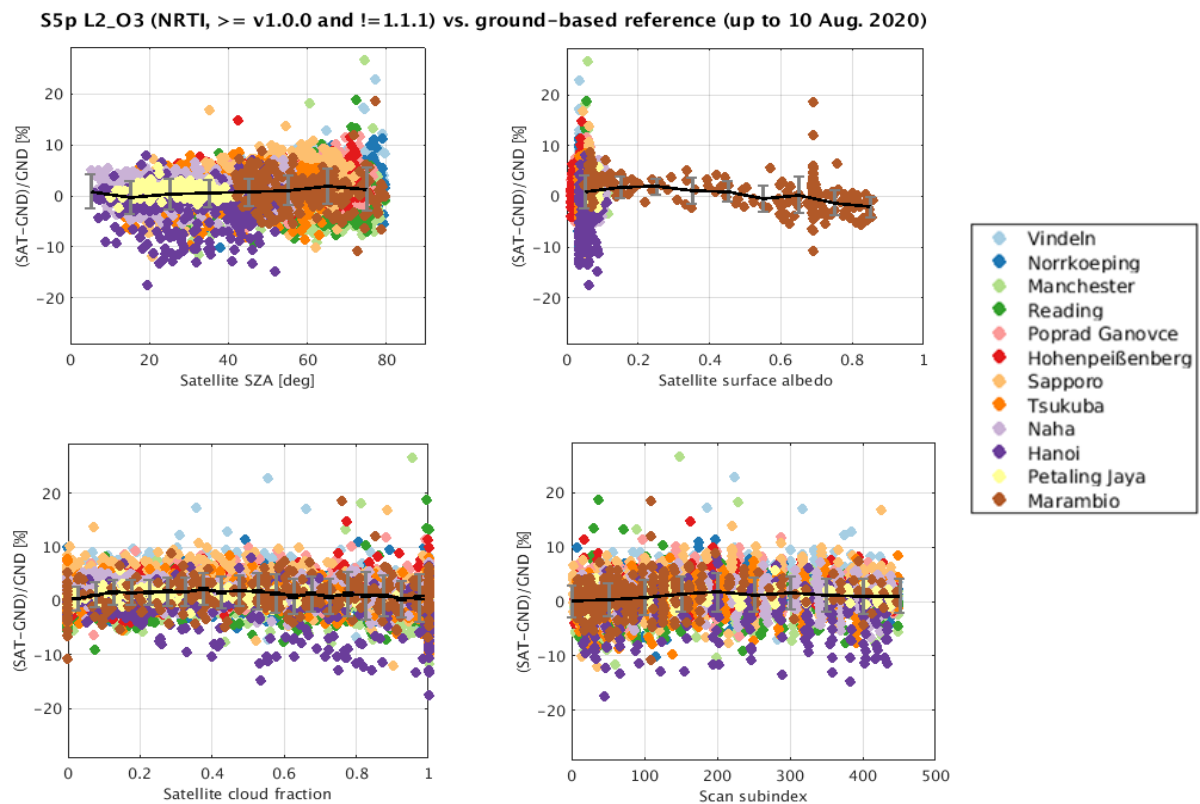 S5p L2_O3 (NRTI, >= v1.0.0 and !=1.1.1) vs. ground-based reference (up to 10 Aug. 2020)
(SAT-GND)/GND [%]
20
10
0
-10
-20
0 20 40 60 80
Satellite SZA [deg]
(SAT-GND)/GND [%]
20
10
0
-10
-20
0 0.2 0.4 0.6 0.8 1
Satellite surface albedo
(SAT-GND)/GND [%]
20
10
0
-10
-20
0 0.2 0.4 0.6 0.8 1
Satellite cloud fraction
(SAT-GND)/GND [%]
20
10
0
-10
-20
0 100 200 300 400 500
Scan subindex
Vindeln
Norrkoeping
Manchester
Reading
Poprad Ganovce
Hohenpeißenberg
Sapporo
Tsukuba
Naha
Hanoi
Petaling Jaya
Marambio